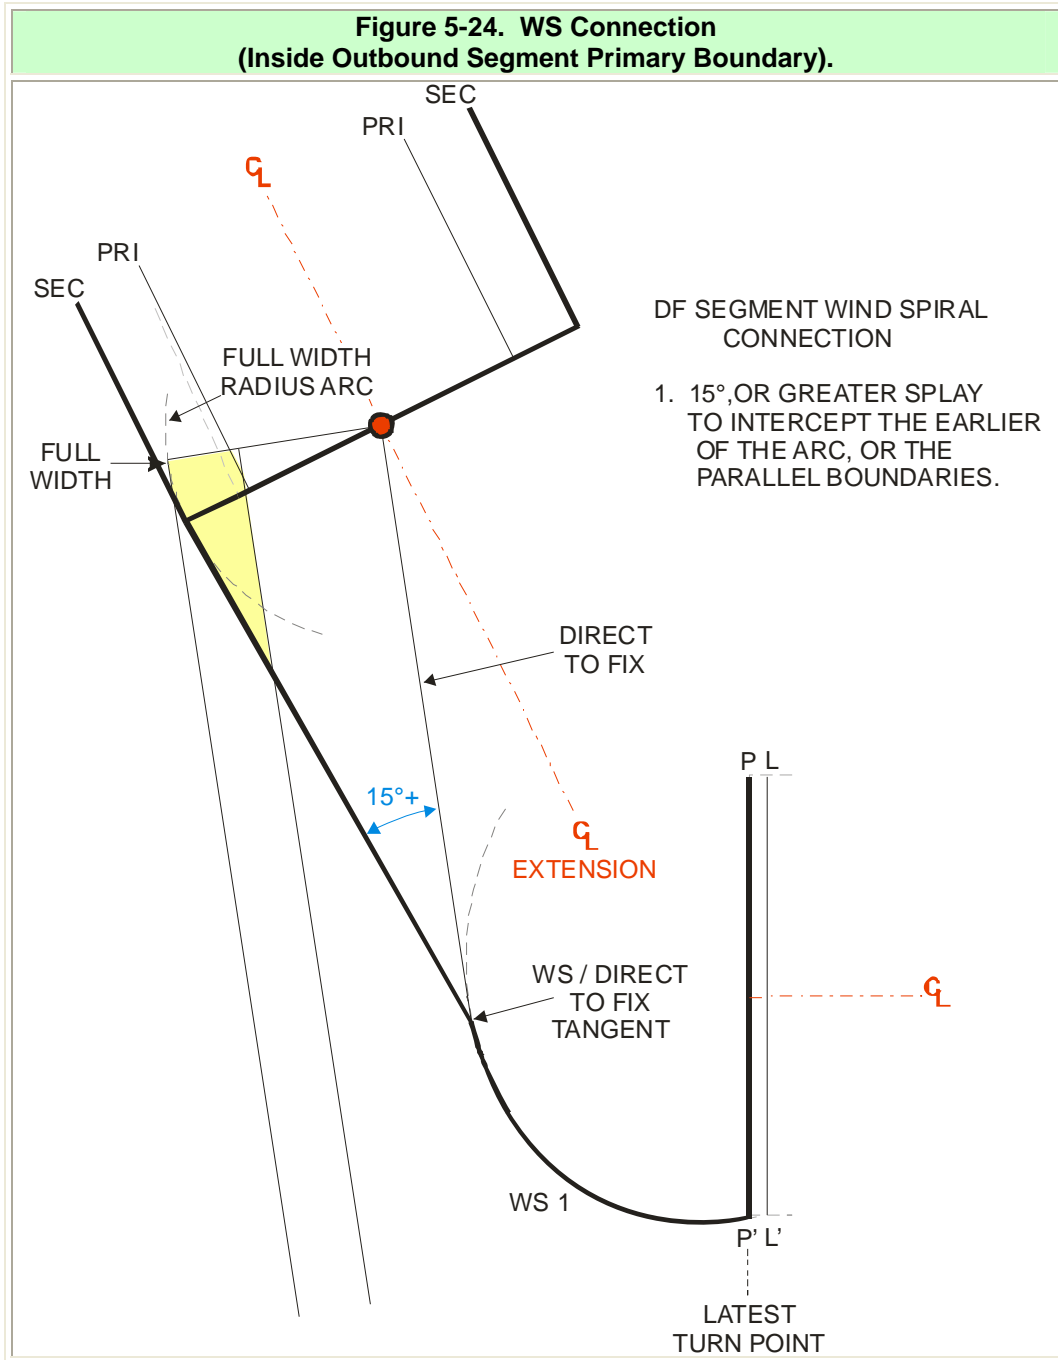 Figure 5-24. WS Connection
(Inside Outbound Segment Primary Boundary).
SEC
PRI
CL
PRI
SEC
FULL WIDTH
RADIUS ARC
FULL
WIDTH
DF SEGMENT WIND SPIRAL
CONNECTION
1. 15°,OR GREATER SPLAY
TO INTERCEPT THE EARLIER
OF THE ARC, OR THE
PARALLEL BOUNDARIES.
DIRECT
TO FIX
15°+
CL
EXTENSION
P L
WS / DIRECT
TO FIX
TANGENT
CL
WS 1
P' L'
LATEST
TURN POINT